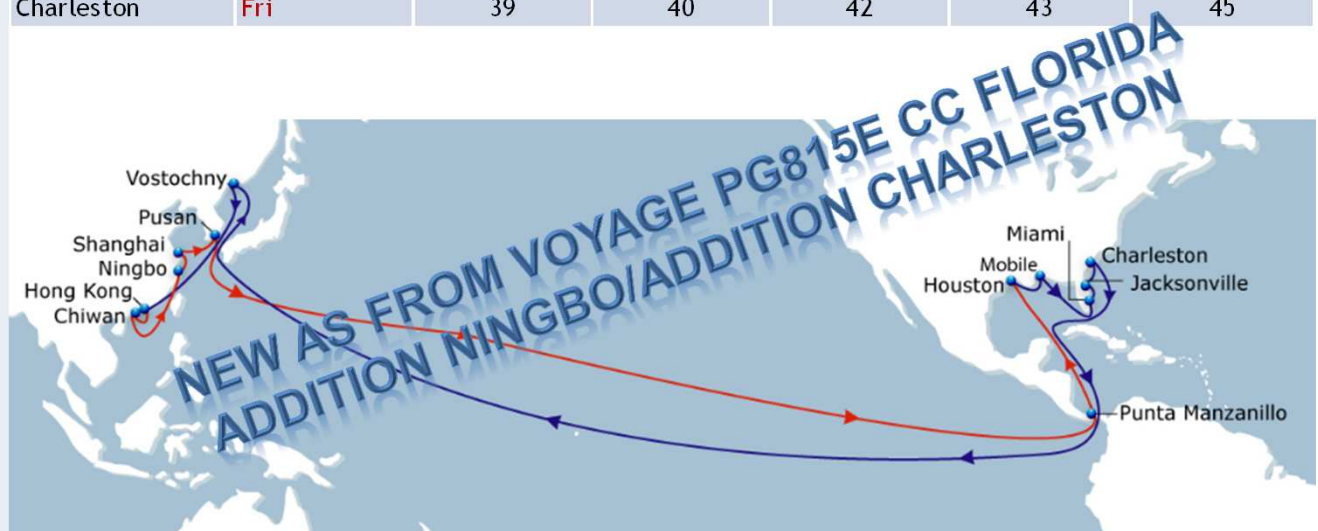 Charleston Fri 39 40 42 43 45
NEW AS FROM VOYAGE PG815E CC FLORIDA
ADDITION NINGBO/ADDITION CHARLESTON
Vostochny
Pusan
Shanghai
Ningbo
Hong Kong
Chiwan
Miami
Mobile
Houston
Charleston
Jacksonville
Punta Manzanillo